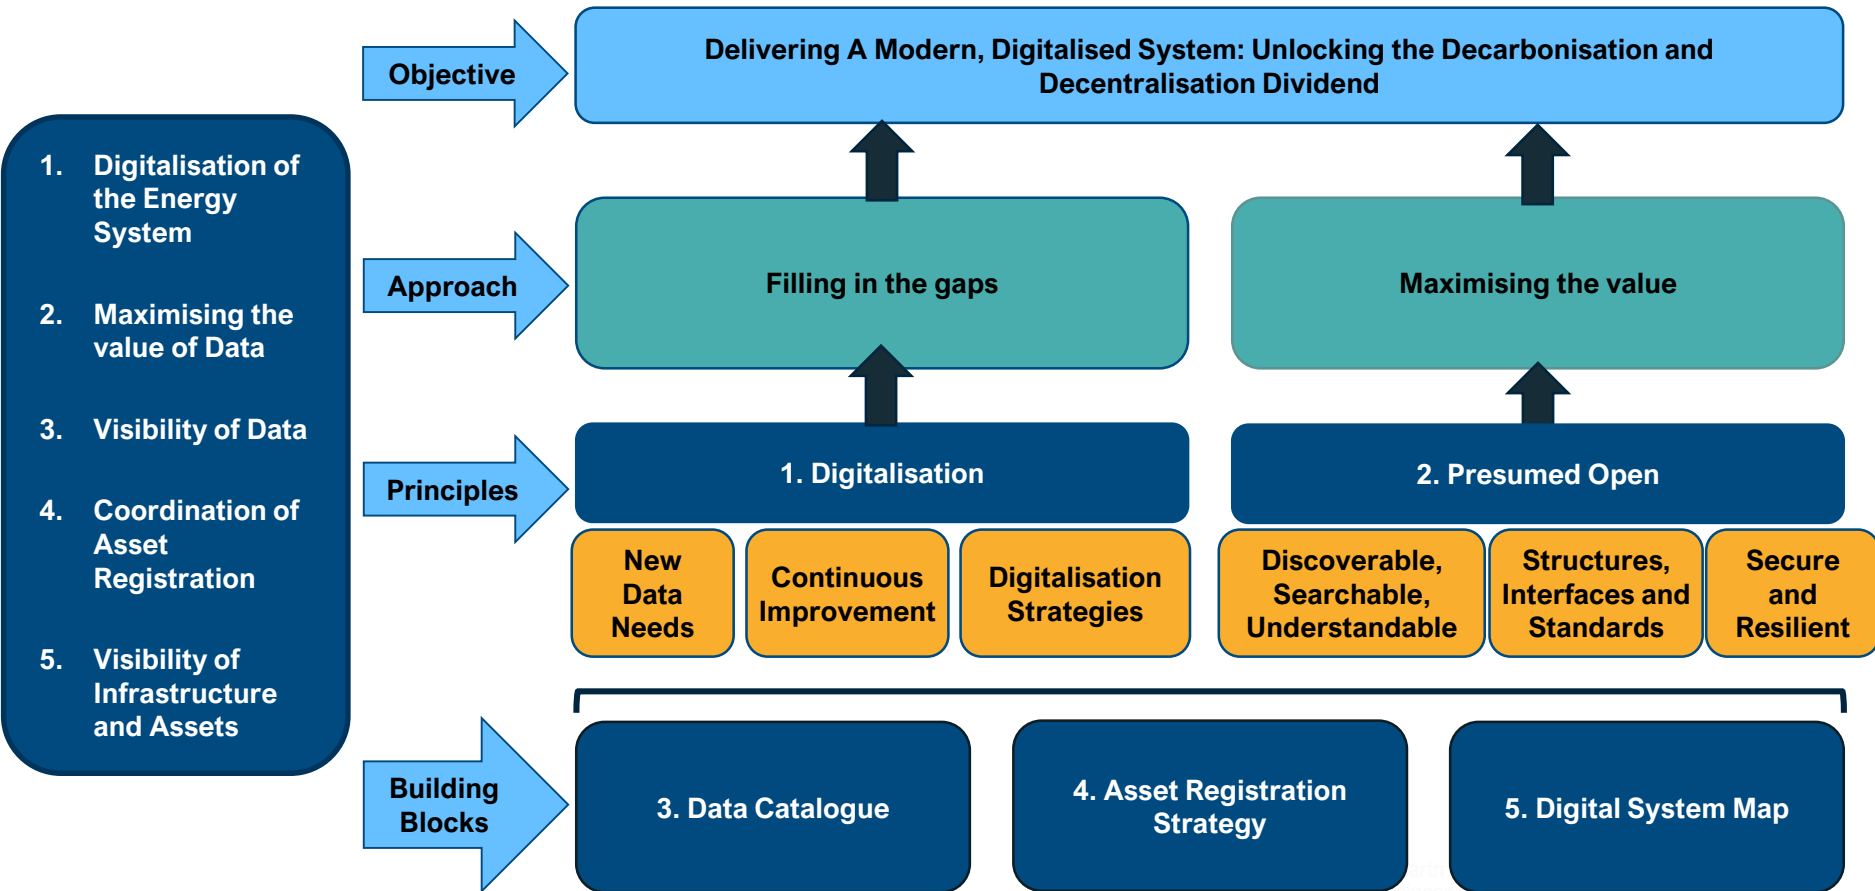 1. Digitalisation of
the Energy
System
2. Maximising the
value of Data
3. Visibility of Data
4. Coordination of
Asset
Registration
5. Visibility of
Infrastructure
and Assets
Objective
Delivering A Modern, Digitalised System: Unlocking the Decarbonisation and
Decentralisation Dividend
Approach
Filling in the gaps
Maximising the value
Principles
1. Digitalisation
2. Presumed Open
New
Data
Needs
Continuous
Improvement
Digitalisation
Strategies
Discoverable,
Searchable,
Understandable
Structures,
Interfaces and
Standards
Secure
and
Resilient
Building
Blocks
3. Data Catalogue
4. Asset Registration
Strategy
5. Digital System Map